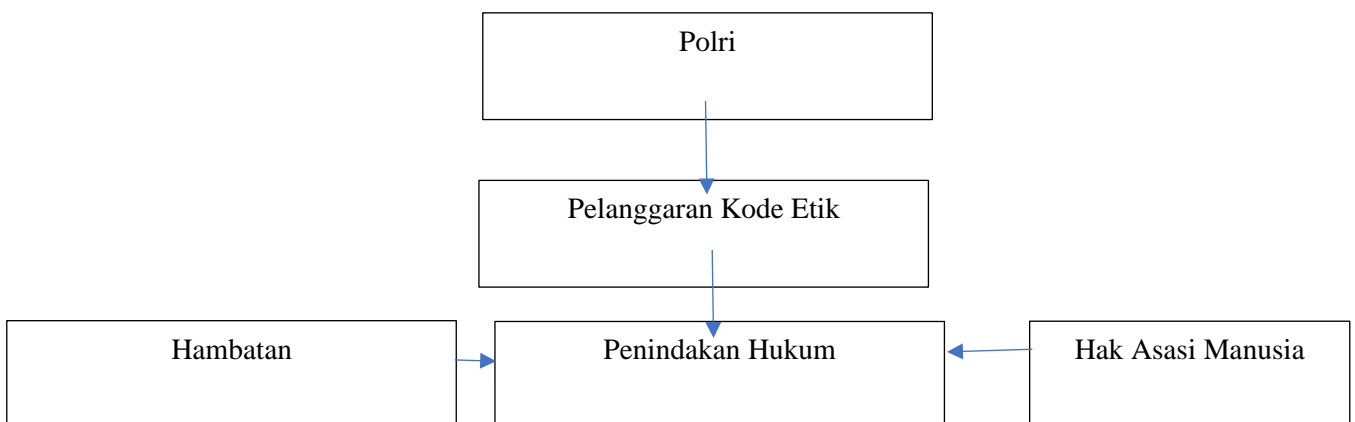 Polri
Pelanggaran Kode Etik
Hambatan
Penindakan Hukum
Hak Asasi Manusia